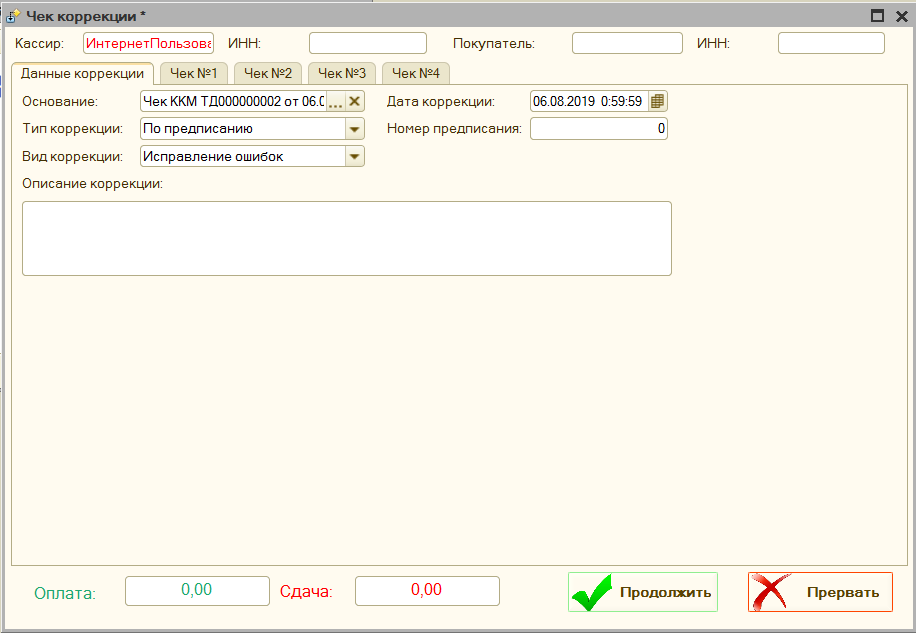 Чек коррекции *
Кассир: ИнтернетПользова ИНН: Покупатель: ИНН:
Данные коррекции Чек №1 Чек №2 Чек №3 Чек №4
Основание: Чек ККМ ТД000000002 от 06.0 ... Дата коррекции: 06.08.2019 0:59:59
Тип коррекции: По предписанию Номер предписания: 0
Вид коррекции: Исправление ошибок
Описание коррекции:
Оплата: 0,00 Сдача: 0,00 Продолжить Прервать